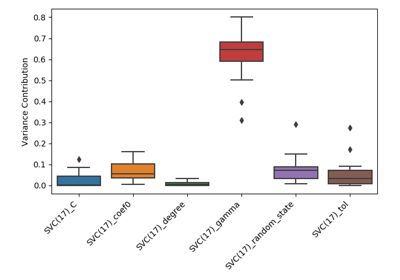 0.8
0.7
0.6
0.5
0.4
0.3
0.2
0.1
0.0
Variance Contribution
SVC(17)_C
SVC(17)_coef0
SVC(17)_degree
SVC(17)_gamma
SVC(17)_random_state
SVC(17)_tol